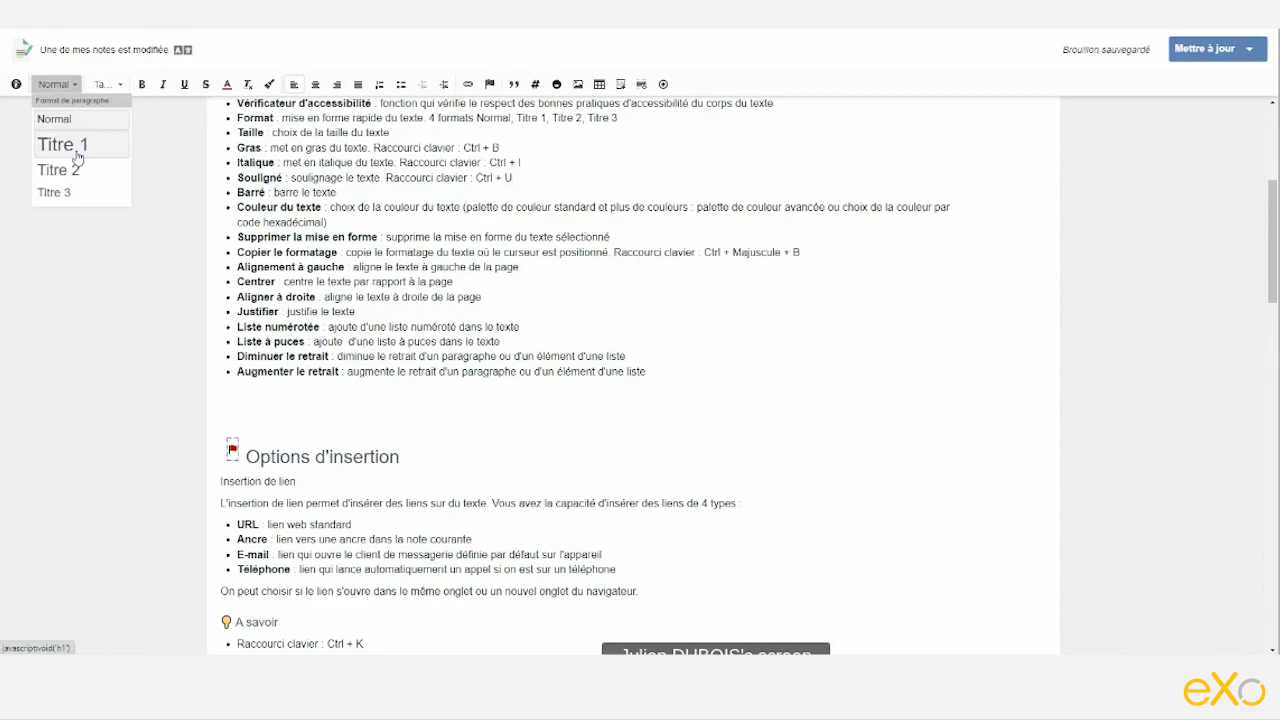 Une de mes notes est modifiée
Brouillon sauvegardé
Mettre à jour
Normal
Ta...
B I U S
Format de paragraphe
Normal
Titre 1
Titre 2
Titre 3
• Vérificateur d'accessibilité : fonction qui vérifie le respect des bonnes pratiques d'accessibilité du corps du texte
• Format : mise en forme rapide du texte. 4 formats Normal, Titre 1, Titre 2, Titre 3
• Taille : choix de la taille du texte
• Gras : met en gras du texte. Raccourci clavier : Ctrl + B
• Italique : met en italique du texte. Raccourci clavier : Ctrl + I
• Souligné : soulignage le texte. Raccourci clavier : Ctrl + U
• Barré : barre le texte
• Couleur du texte : choix de la couleur du texte (palette de couleur standard et plus de couleurs : palette de couleur avancée ou choix de la couleur par
code hexadécimal)
• Supprimer la mise en forme : supprime la mise en forme du texte sélectionné
• Copier le formatage : copie le formatage du texte où le curseur est positionné. Raccourci clavier : Ctrl + Majuscule + B
• Alignement à gauche : aligne le texte à gauche de la page
• Centrer : centre le texte par rapport à la page
• Aligner à droite : aligne le texte à droite de la page
• Justifier : justifie le texte
• Liste numérotée : ajoute d'une liste numéroté dans le texte
• Liste à puces : ajoute d'une liste à puces dans le texte
• Diminuer le retrait : diminue le retrait d'un paragraphe ou d'un élément d'une liste
• Augmenter le retrait : augmente le retrait d'un paragraphe ou d'un élément d'une liste
Options d'insertion
Insertion de lien
L'insertion de lien permet d'insérer des liens sur du texte. Vous avez la capacité d'insérer des liens de 4 types :
• URL : lien web standard
• Ancre : lien vers une ancre dans la note courante
• E-mail : lien qui ouvre le client de messagerie définie par défaut sur l'appareil
• Téléphone : lien qui lance automatiquement un appel si on est sur un téléphone
On peut choisir si le lien s'ouvre dans le même onglet ou un nouvel onglet du navigateur.
A savoir
• Raccourci clavier : Ctrl + K
javascript:void('h1')
Julien DUBOIS's screen
eXo